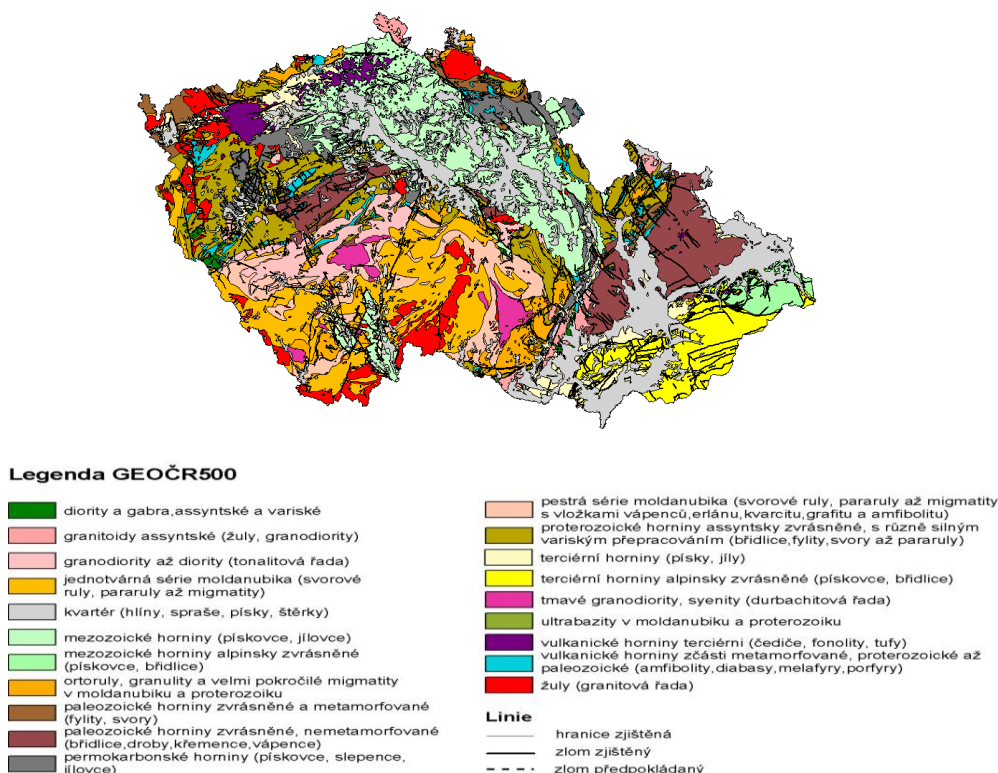 Legenda GEOČR500
diority a gabra,assyntské a variské
granitoidy assyntské (žuly, granodiority)
granodiority až diority (tonalitová řada)
jednotvárná série moldanubika (svorové
ruly, pararuly až migmatity)
kvartér (hlíny, spraše, písky, štěrky)
mezozoické horniny (pískovce, jílovce)
mezozoické horniny alpinsky zvrásněné
(pískovce, břidlice)
ortoruly, granulity a velmi pokročilé migmatity
v moldanubiku a proterozoiku
paleozoické horniny zvrásněné a metamorfované
(fylity, svory)
paleozoické horniny zvrásněné, nemetamorfované
(břidlice,droby,křemence,vápence)
permokarbonské horniny (pískovce, slepence,
jílovce)
pestrá série moldanubika (svorové ruly, pararuly až migmatity
s vložkami vápenců,erlánu,kvarcitu,grafitu a amfibolitu)
proterozoické horniny assyntsky zvrásněné, s různě silným
variským přepracováním (břidlice,fylity,svory až pararuly)
terciérní horniny (písky, jíly)
terciérní horniny alpinsky zvrásněné (pískovce, břidlice)
tmavé granodiority, syenity (durbachitová řada)
ultrabazity v moldanubiku a proterozoiku
vulkanické horniny terciérni (čediče, fonolity, tufy)
vulkanické horniny zčásti metamorfované, proterozoické až
paleozoické (amfibolity,diabasy,melafyry,porfyry)
žuly (granitová řada)
Linie
hranice zjištěná
zlom zjištěný
zlom předpokládaný